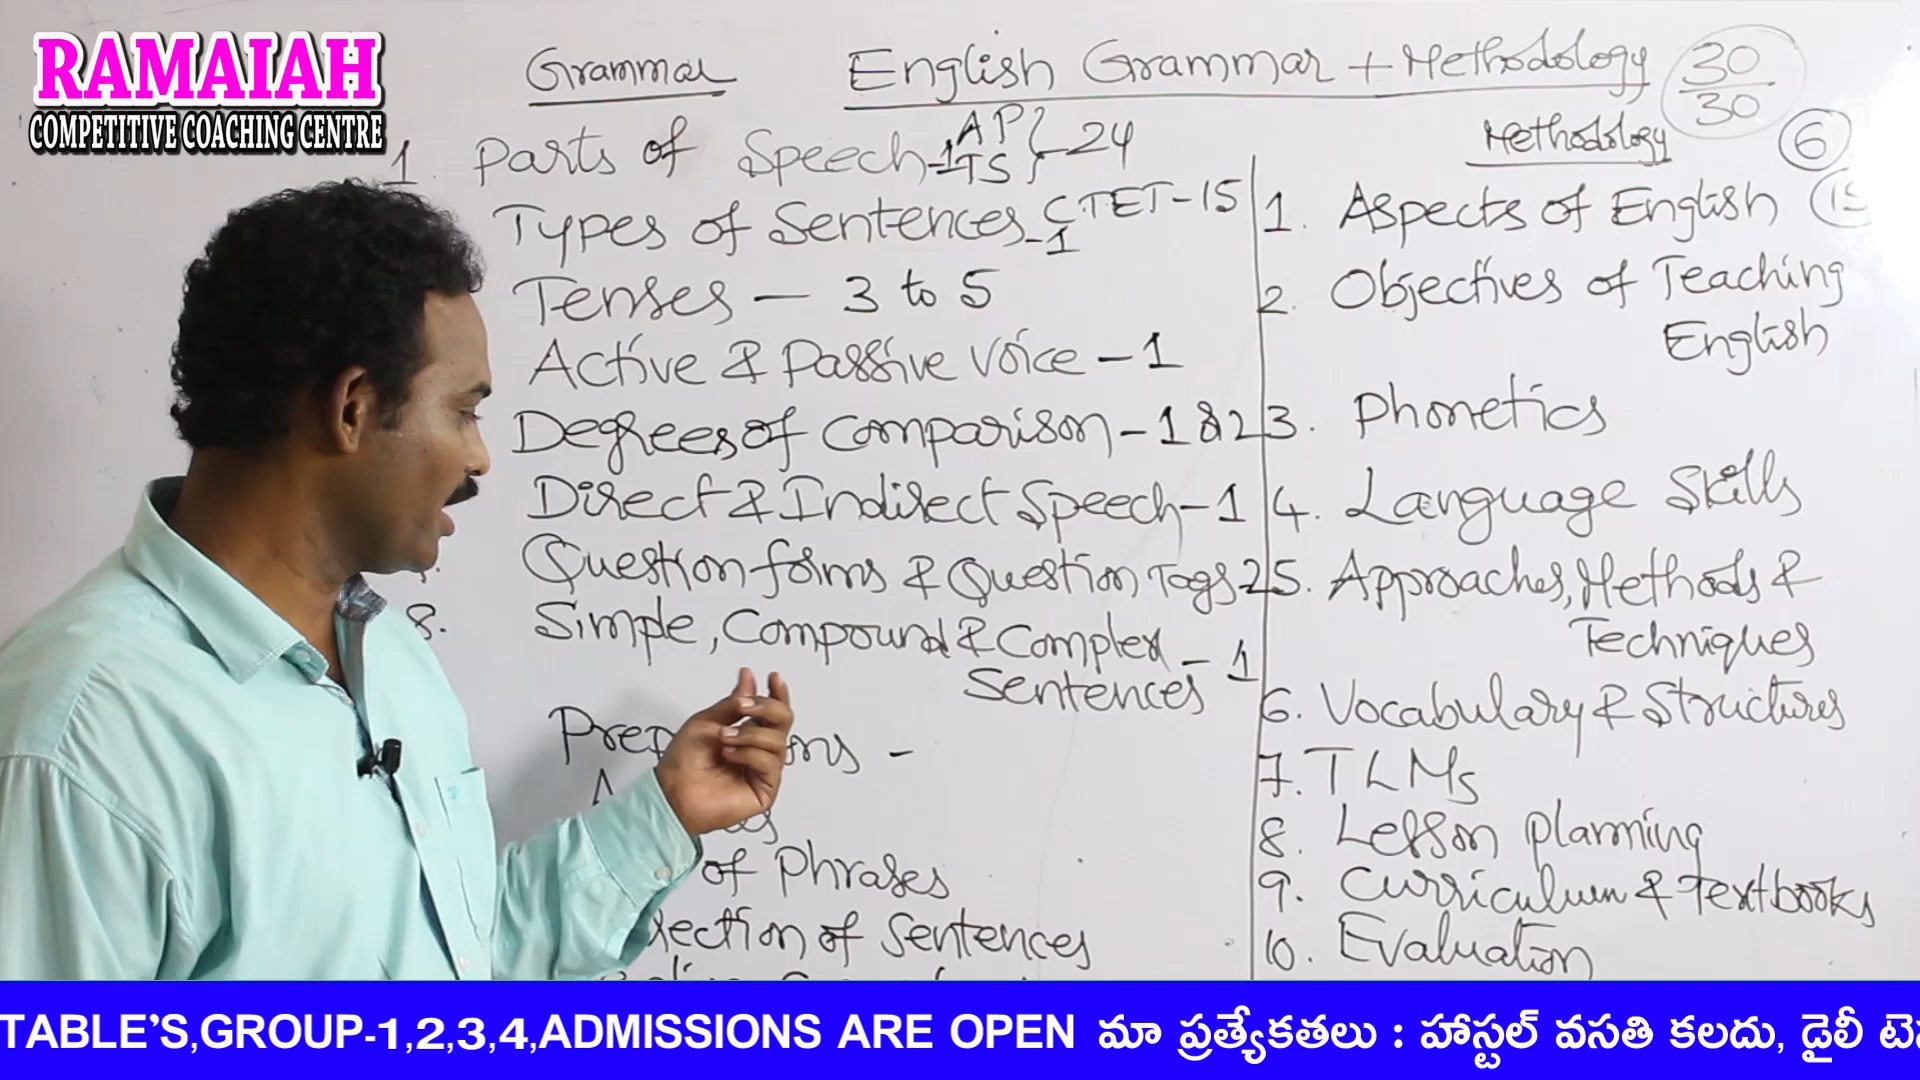 RAMAIAH
COMPETITIVE COACHING CENTRE
Grammar
English Grammar + Methodology
30
30
1 Parts of Speech-1
AP
TS
24
Types of Sentences-1
C.TET-15
Tenses - 3 to 5
Active & Passive Voice - 1
Degrees of Comparison - 1 & 2
Direct & Indirect Speech - 1
Question forms & Question Tags 2
8. Simple, Compound & Complex
Sentences - 1
of Phrases
of Sentences
Methodology
6
15
1. Aspects of English
2. Objectives of Teaching
English
3. Phonetics
4. Language Skills
5. Approaches, Methods &
Techniques
6. Vocabulary & Structures
7. TLMs
8. Lesson planning
9. Curriculum & Textbooks
10. Evaluation
TABLE'S,GROUP-1,2,3,4,ADMISSIONS ARE OPEN మా ప్రత్యేకతలు : హాస్టల్ వసతి కలదు, డైలీ